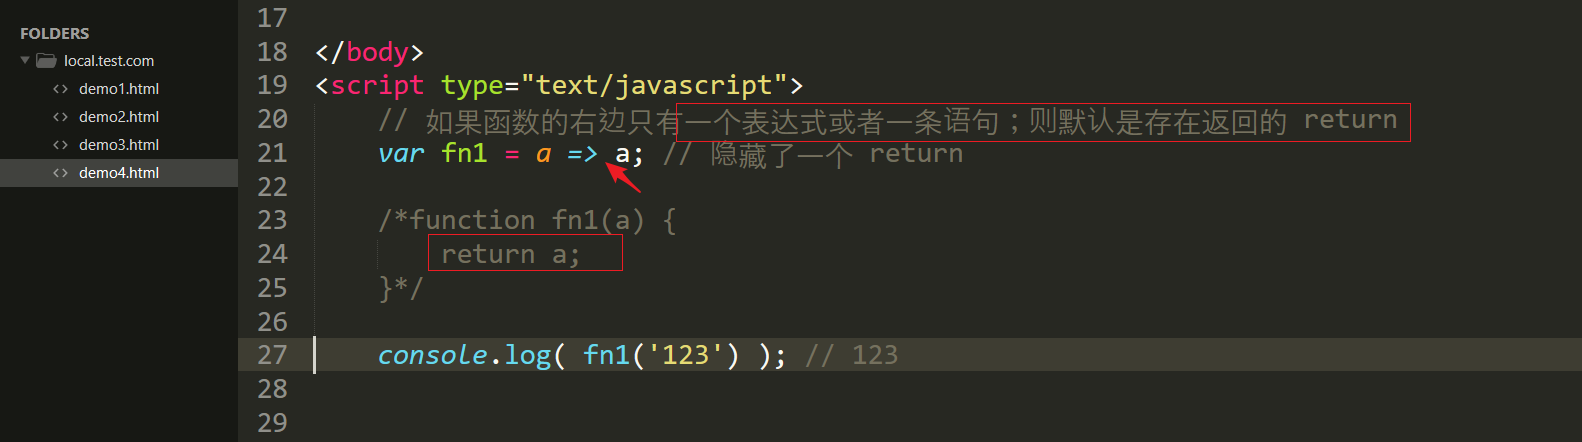 FOLDERS
local.test.com
demo1.html
demo2.html
demo3.html
demo4.html
17
18 </body>
19 <script type="text/javascript">
20 // 如果函数的右边只有一个表达式或者一条语句；则默认是存在返回的 return
21 var fn1 = a => a; // 隐藏了一个 return
22
23 /*function fn1(a) {
24 return a;
25 }*/
26
27 console.log( fn1('123') ); // 123
28
29